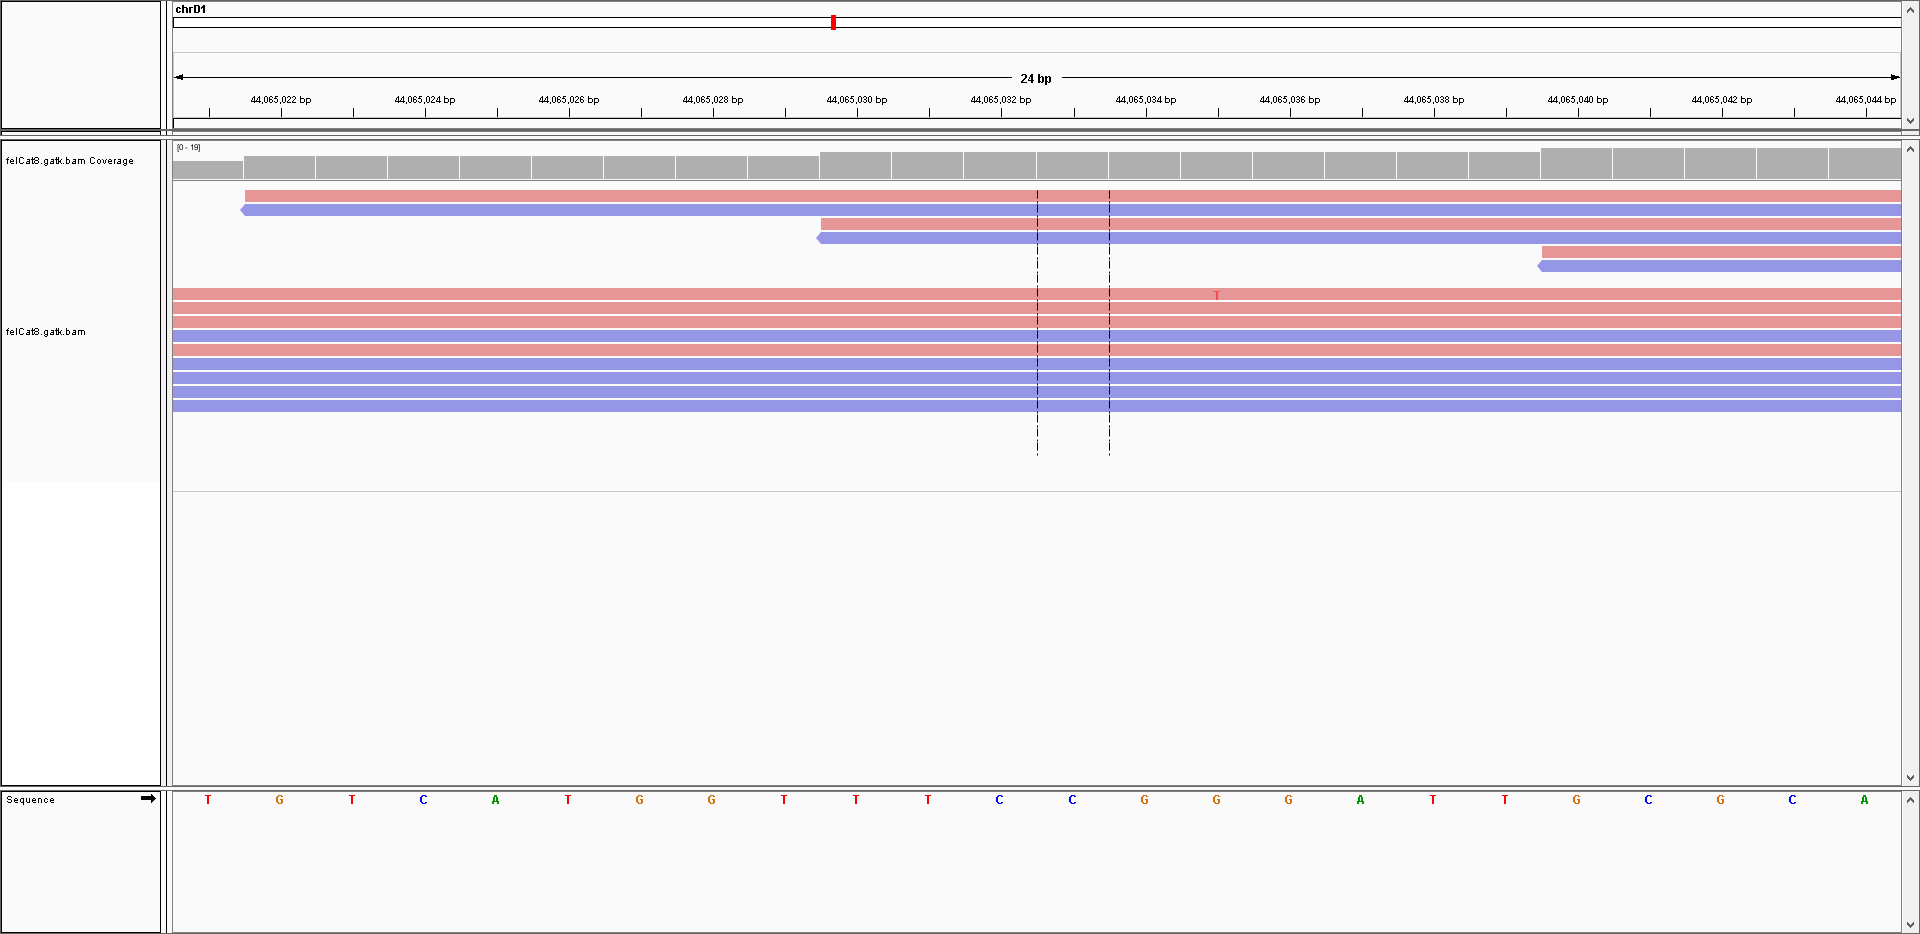 chrD1
24 bp
44,065,022 bp 44,065,024 bp 44,065,026 bp 44,065,028 bp 44,065,030 bp 44,065,032 bp 44,065,034 bp 44,065,036 bp 44,065,038 bp 44,065,040 bp 44,065,042 bp 44,065,044 bp
[0 - 19]
felCat8.gatk.bam Coverage
T
felCat8.gatk.bam
Sequence T G T C A T G G T T T C C G G G A T T G C G C A